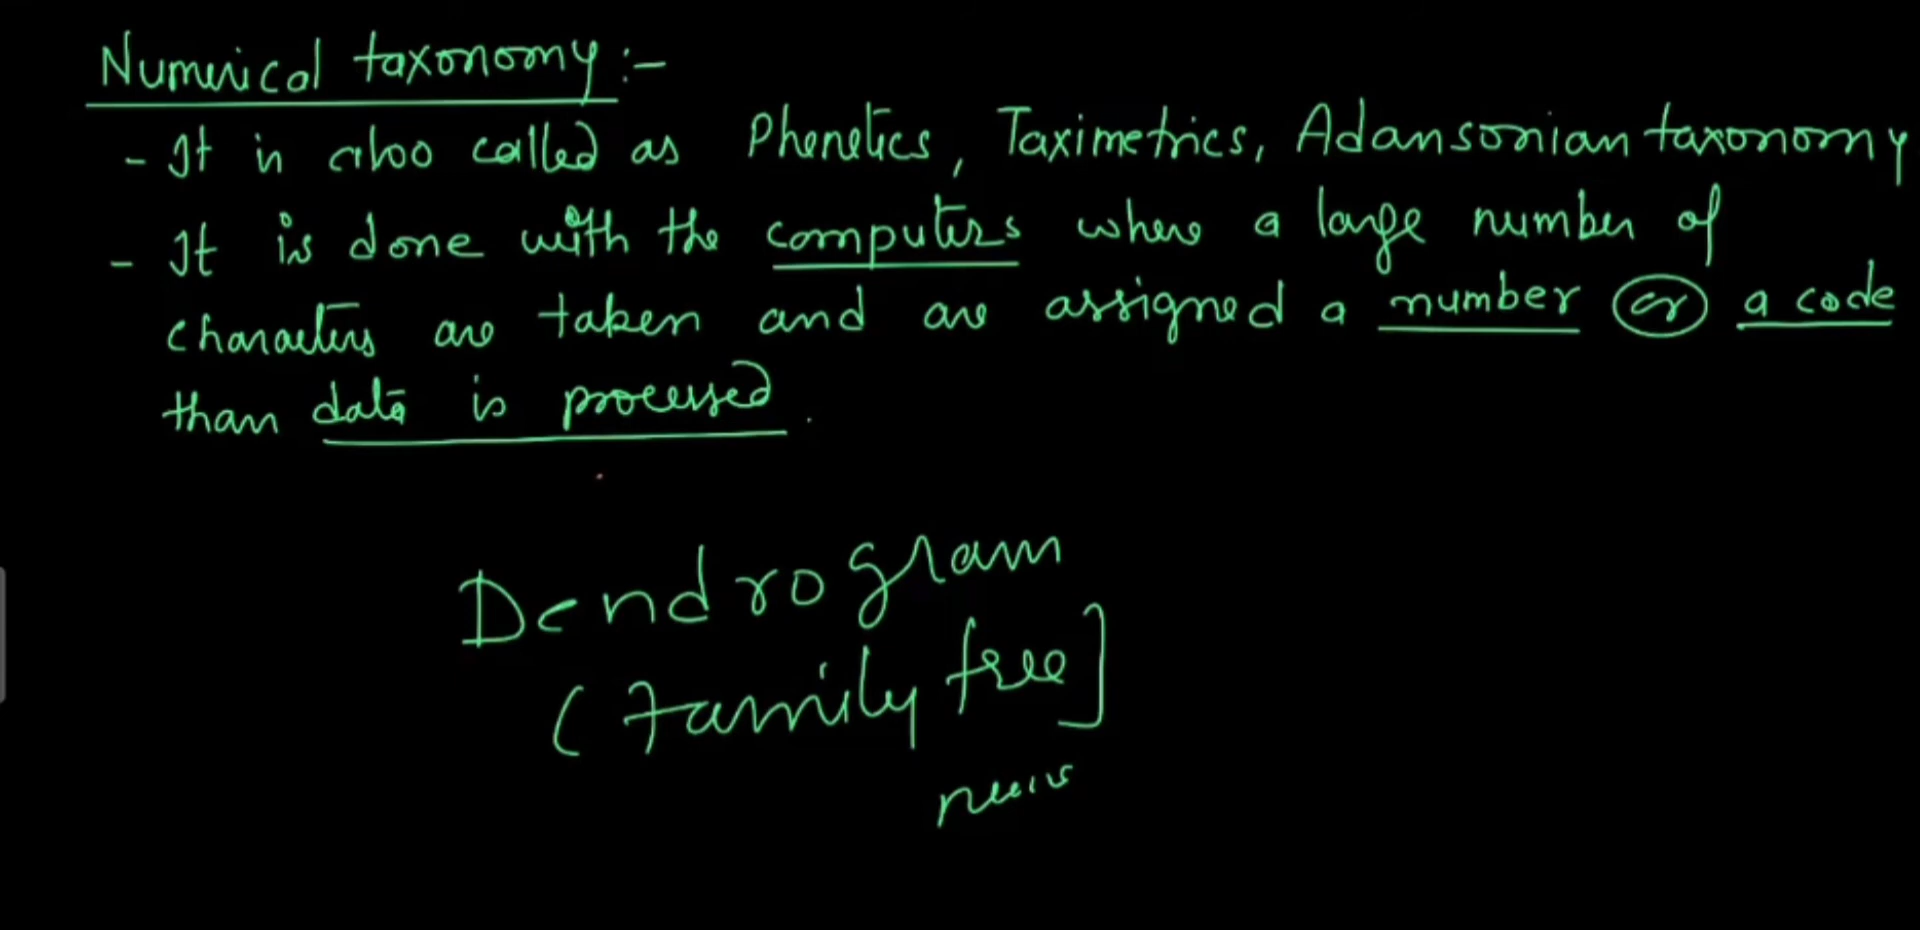 Numerical taxonomy :-
- It is also called as Phenetics, Taximetrics, Adansonian taxonomy
- It is done with the computers where a large number of
characters are taken and are assigned a number or a code
than data is processed.
Dendrogram
(Family tree]